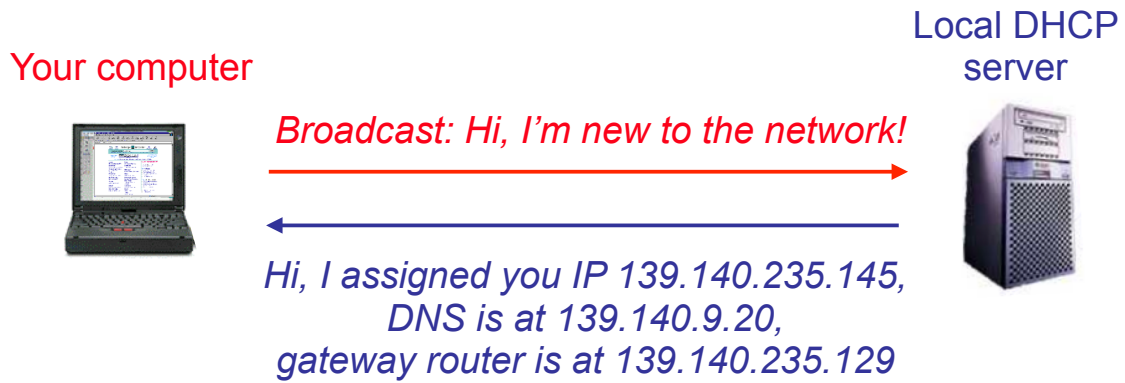 Your computer
Local DHCP
server
Broadcast: Hi, I’m new to the network!
Hi, I assigned you IP 139.140.235.145,
DNS is at 139.140.9.20,
gateway router is at 139.140.235.129